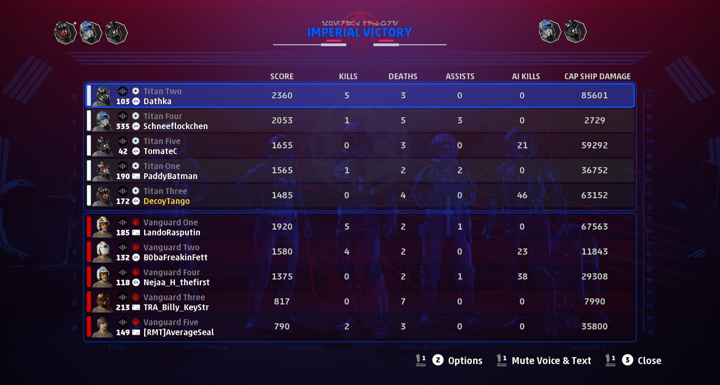 IMPERIAL VICTORY
SCORE KILLS DEATHS ASSISTS AI KILLS CAP SHIP DAMAGE
Titan Two
103 Dathka 2360 5 3 0 0 85601
Titan Four
335 Schneeflockchen 2053 1 5 3 0 2729
Titan Five
42 TomateC 1655 0 3 0 21 59292
Titan One
190 PaddyBatman 1565 1 2 2 0 36752
Titan Three
172 DecoyTango 1485 0 4 0 46 63152
Vanguard One
185 LandoRasputin 1920 5 2 1 0 67563
Vanguard Two
132 B0baFreakinFett 1580 4 2 0 23 11843
Vanguard Four
118 Nejaa_H_thefirst 1375 0 2 1 38 29308
Vanguard Three
213 TRA_Billy_KeyStr 817 0 7 0 0 7990
Vanguard Five
149 [RMT]AverageSeal 790 2 3 0 0 35800
1 2 Options 1 Mute Voice & Text 1 3 Close